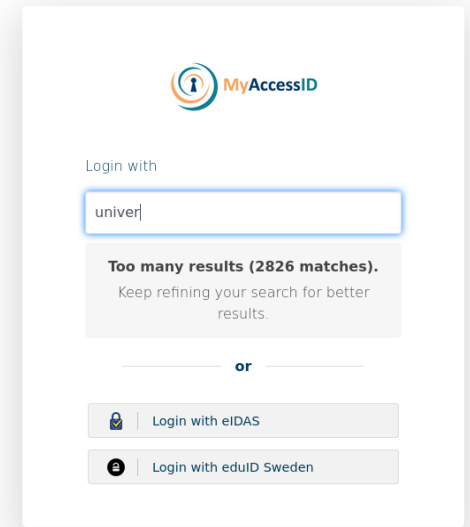 MyAccessID
Login with
univer
Too many results (2826 matches).
Keep refining your search for better
results.
or
Login with eIDAS
Login with eduID Sweden